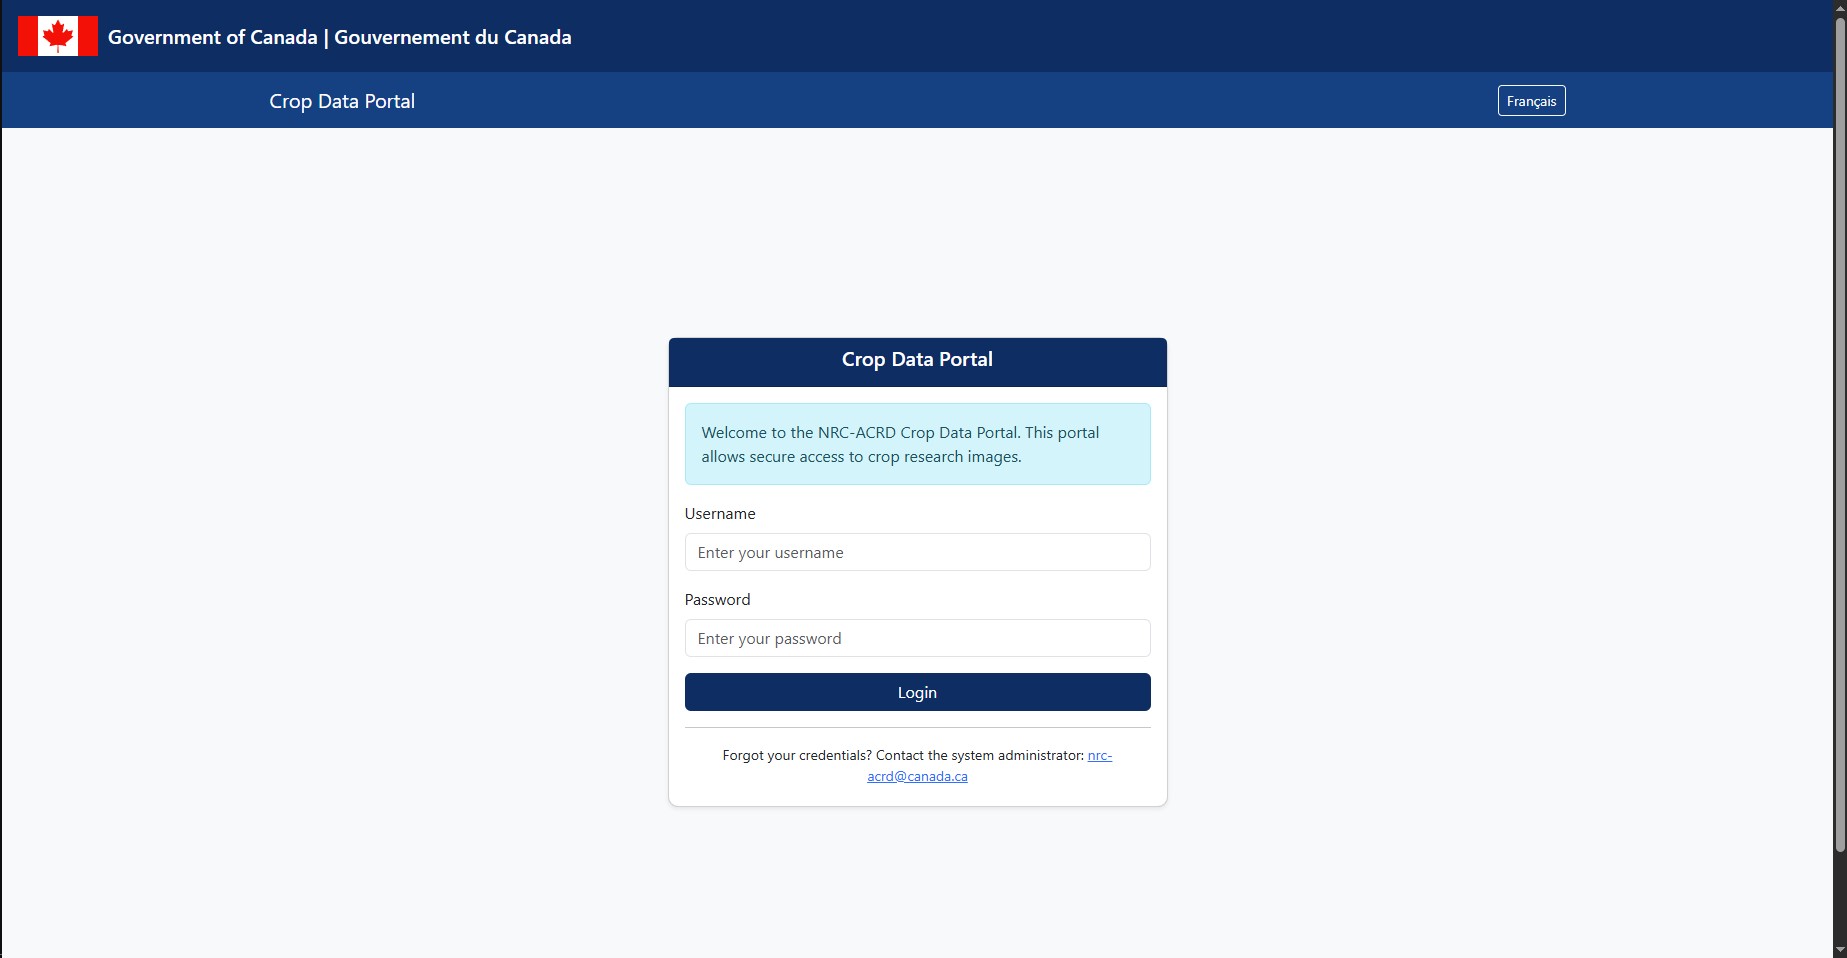 Government of Canada | Gouvernement du Canada
Crop Data Portal
Français
Crop Data Portal
Welcome to the NRC-ACRD Crop Data Portal. This portal
allows secure access to crop research images.
Username
Enter your username
Password
Enter your password
Login
Forgot your credentials? Contact the system administrator: nrc-
acrd@canada.ca